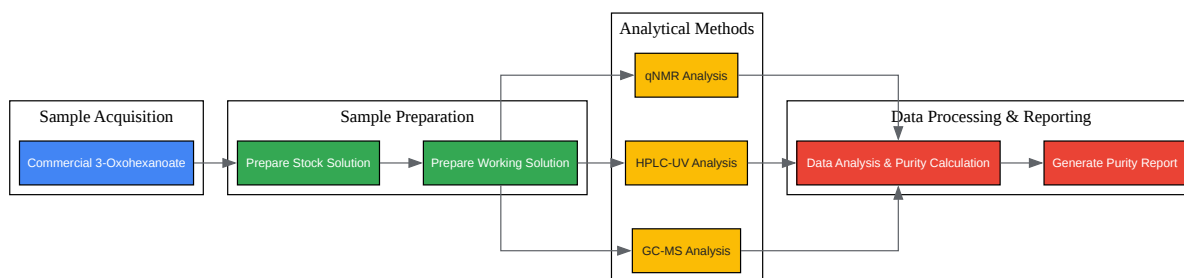 Analytical Methods
qNMR Analysis
Sample Acquisition
Sample Preparation
Data Processing & Reporting
Commercial 3-Oxohexanoate
Prepare Stock Solution
Prepare Working Solution
HPLC-UV Analysis
Data Analysis & Purity Calculation
Generate Purity Report
GC-MS Analysis